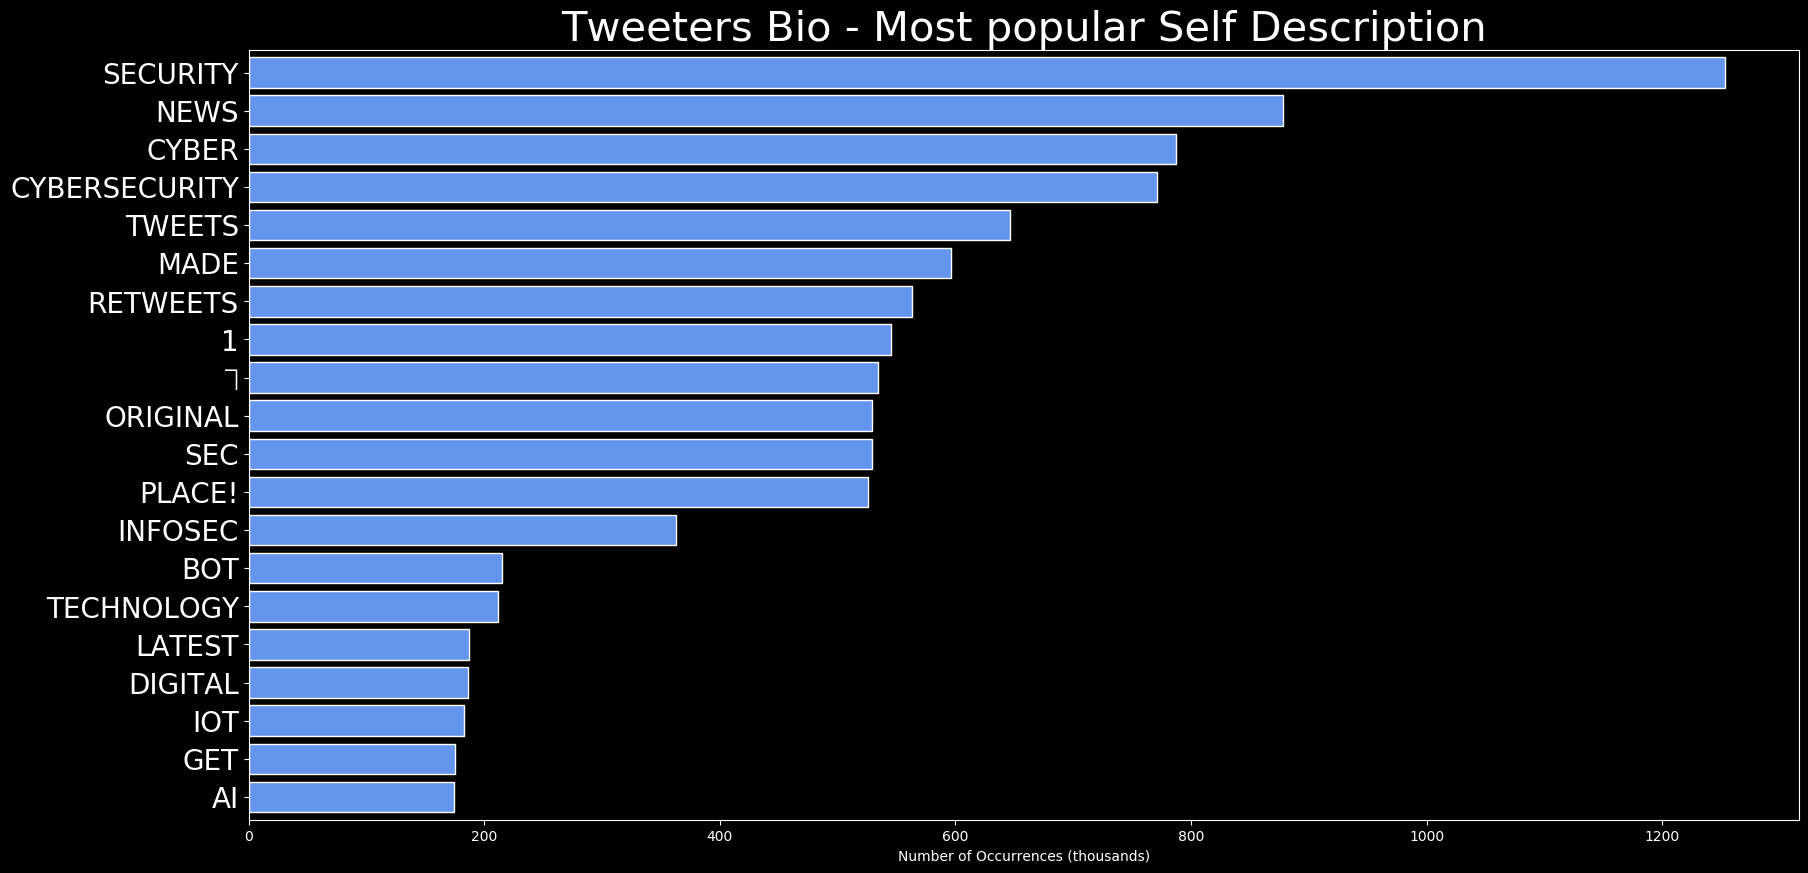 Tweeters Bio - Most popular Self Description
SECURITY
NEWS
CYBER
CYBERSECURITY
TWEETS
MADE
RETWEETS
1
ORIGINAL
SEC
PLACE!
INFOSEC
BOT
TECHNOLOGY
LATEST
DIGITAL
IOT
GET
AI
0 200 400 600 800 1000 1200
Number of Occurrences (thousands)